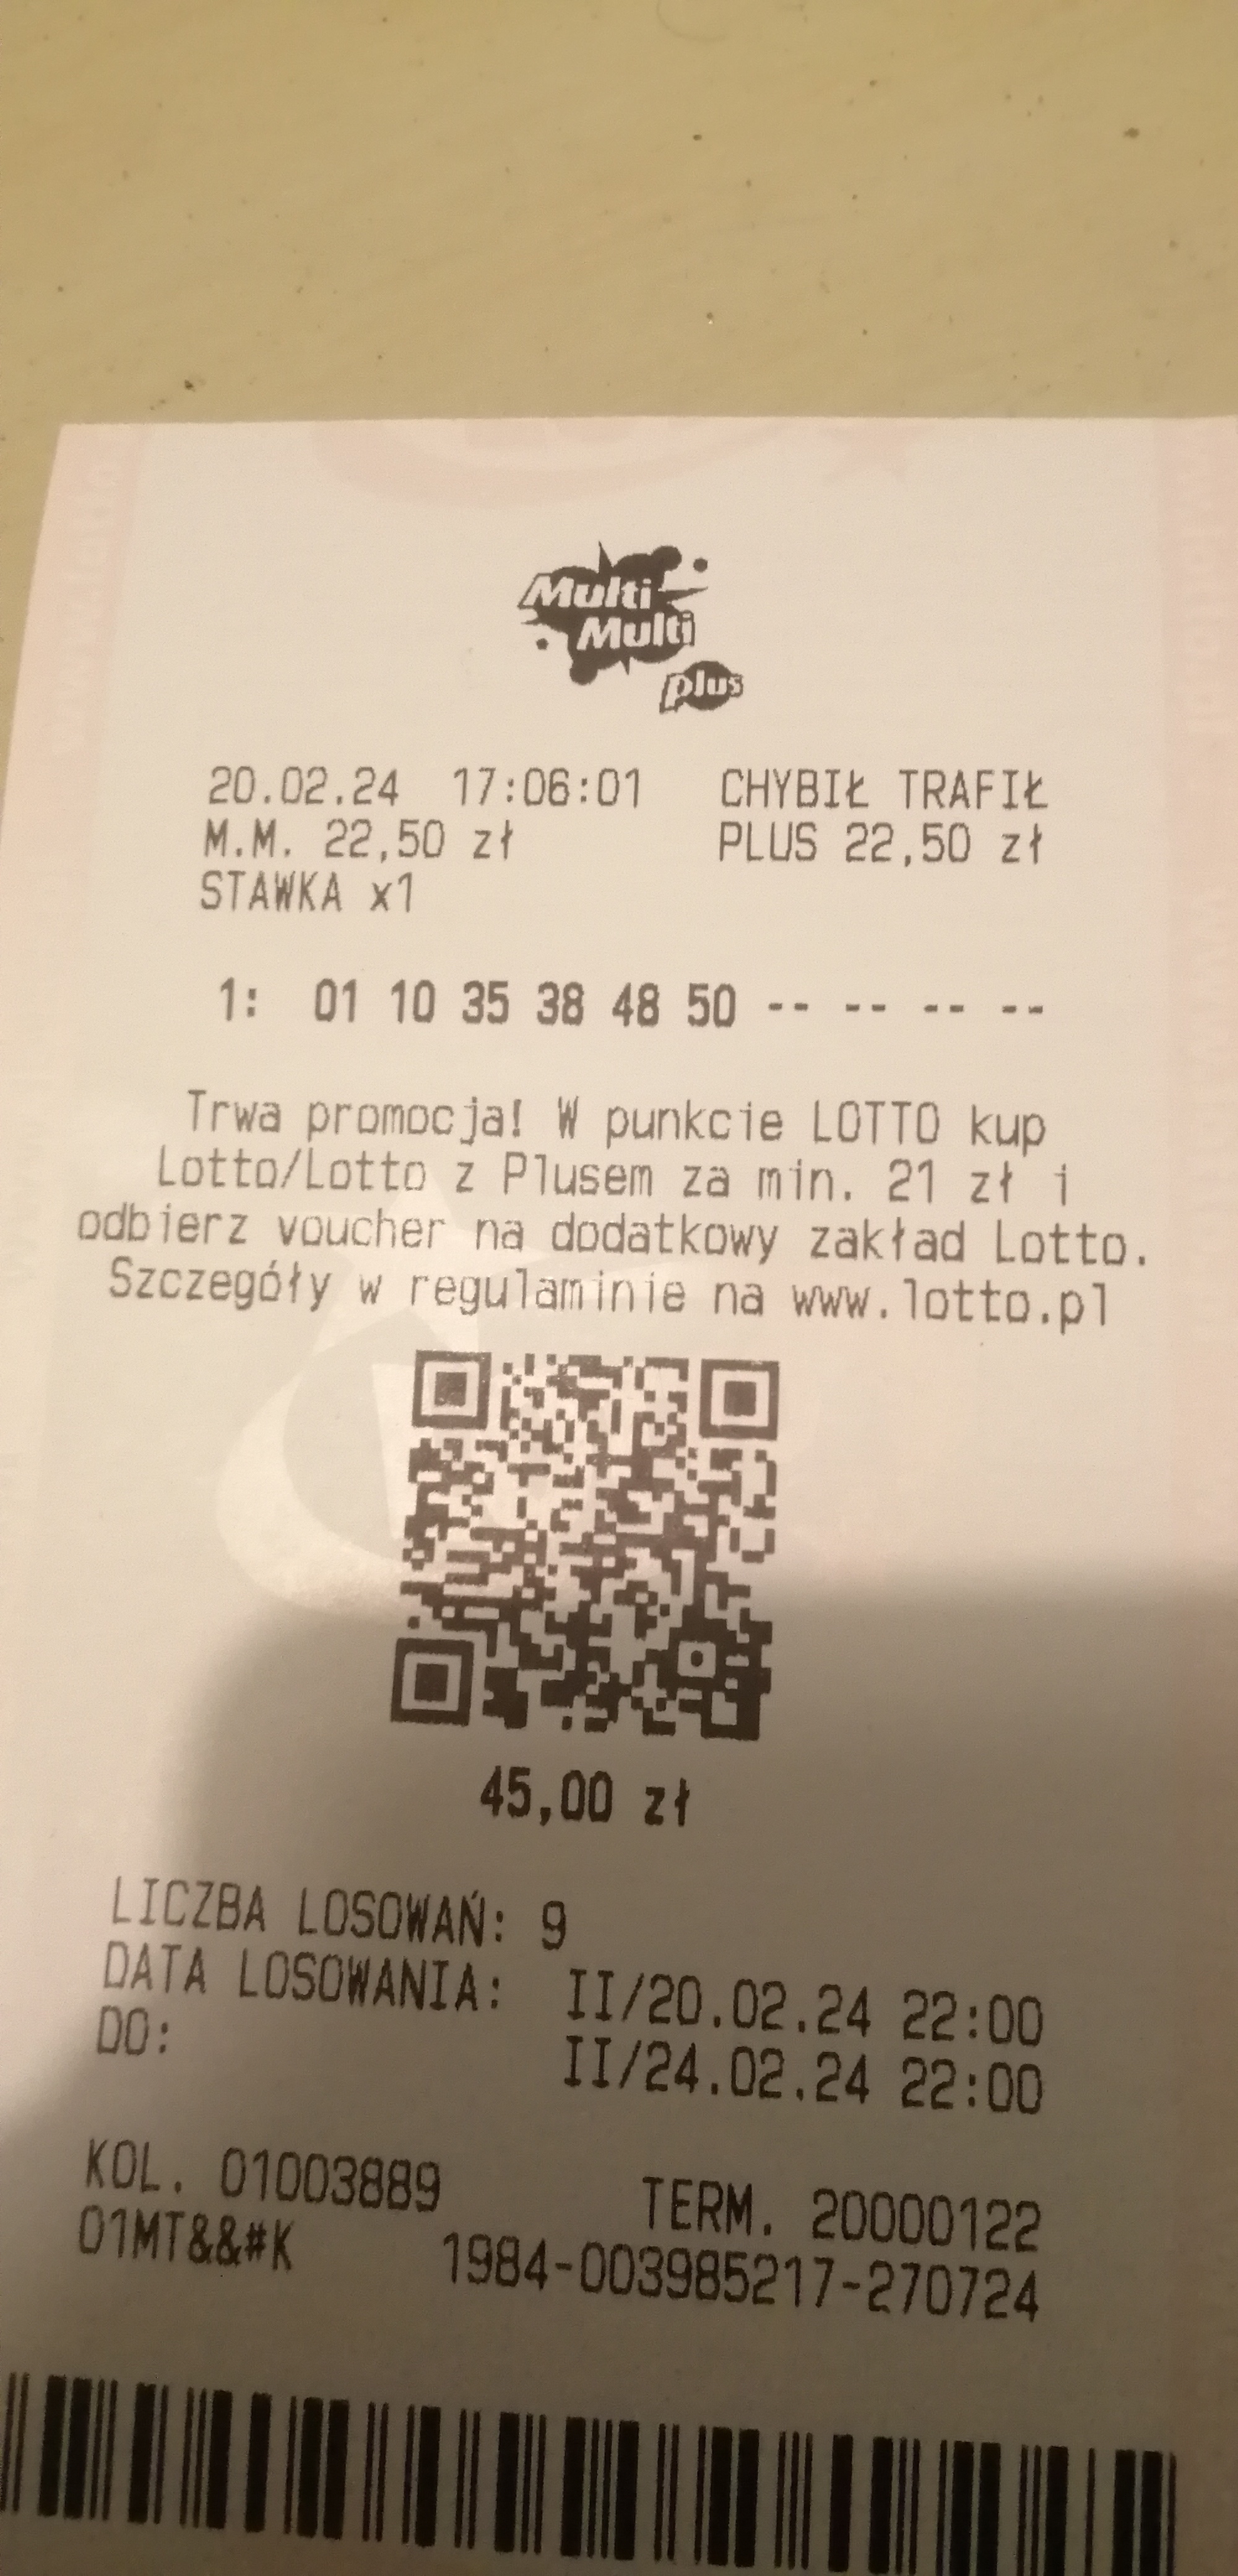 Multi
Multi
plus
20.02.24 17:06:01 CHYBIŁ TRAFIŁ
M.M. 22,50 zł PLUS 22,50 zł
STAWKA x1
1: 01 10 35 38 48 50 -- -- -- --
Trwa promocja! W punkcie LOTTO kup
Lotto/Lotto z Plusem za min. 21 zł i
odbierz voucher na dodatkowy zakład Lotto.
Szczegóły w regulaminie na www.lotto.pl
45,00 zł
LICZBA LOSOWAŃ: 9
DATA LOSOWANIA: II/20.02.24 22:00
DO: II/24.02.24 22:00
KOL. 01003889 TERM. 20000122
01MT&&#K 1984-003985217-270724